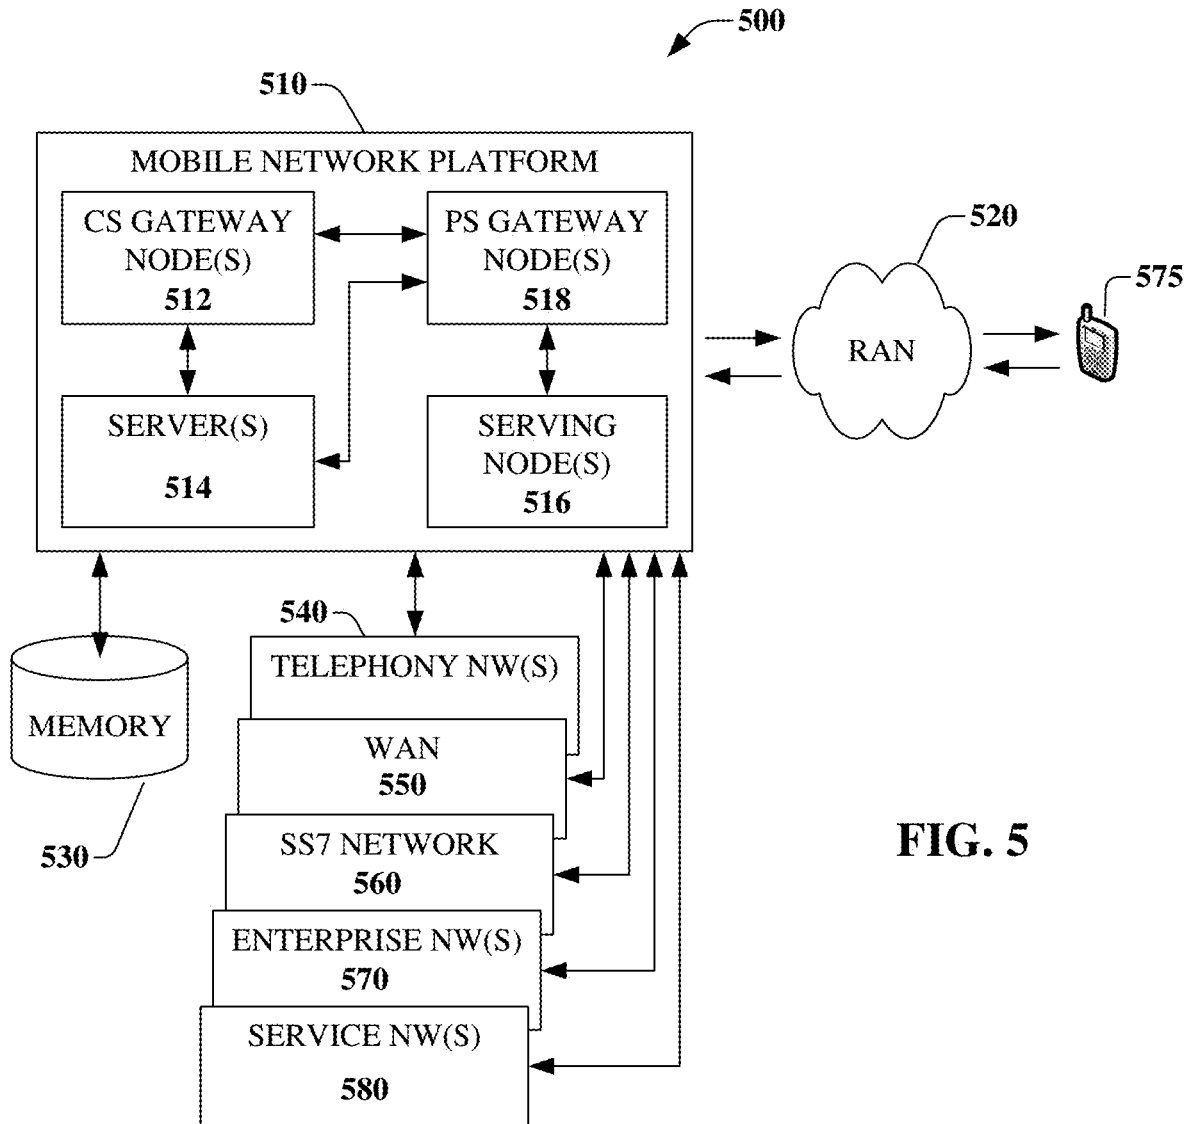 500
510
MOBILE NETWORK PLATFORM
CS GATEWAY
NODE(S)
512
PS GATEWAY
NODE(S)
518
SERVER(S)
514
SERVING
NODE(S)
516
520
RAN
575
540
TELEPHONY NW(S)
MEMORY
530
WAN
550
SS7 NETWORK
560
ENTERPRISE NW(S)
570
SERVICE NW(S)
580
FIG. 5